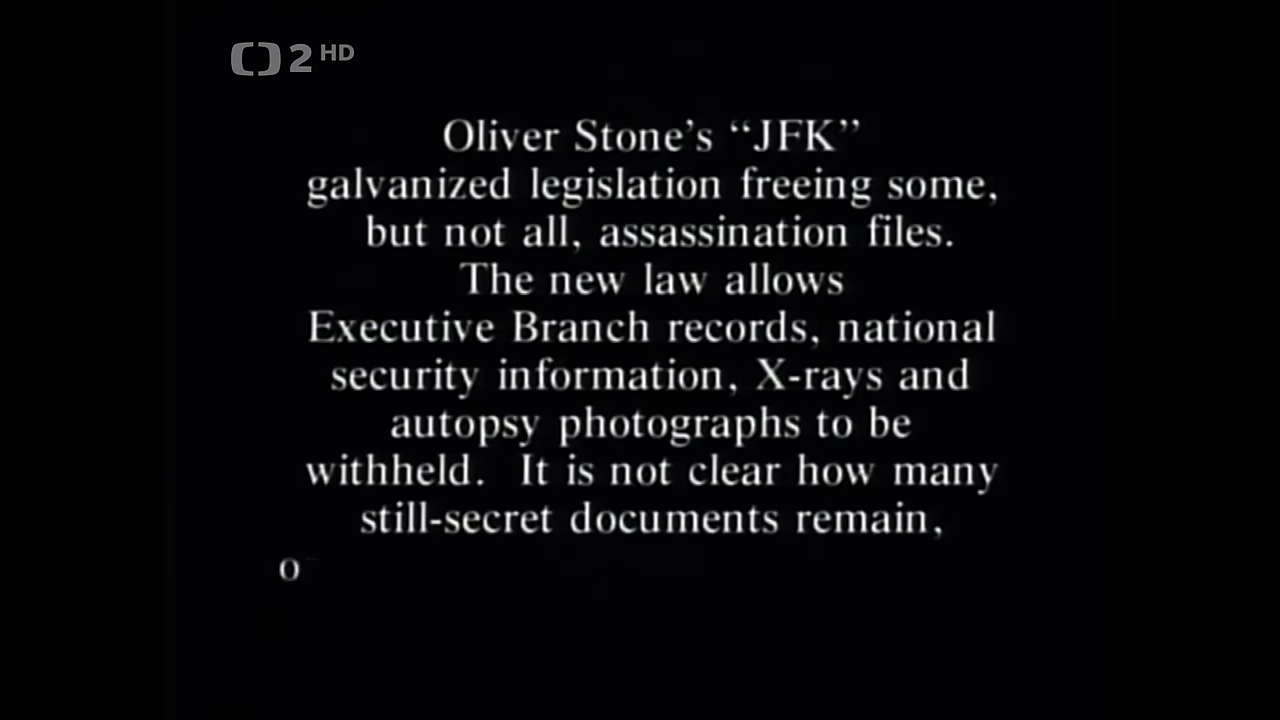 2 HD
Oliver Stone's “JFK”
galvanized legislation freeing some,
but not all, assassination files.
The new law allows
Executive Branch records, national
security information, X-rays and
autopsy photographs to be
withheld. It is not clear how many
still-secret documents remain,
o